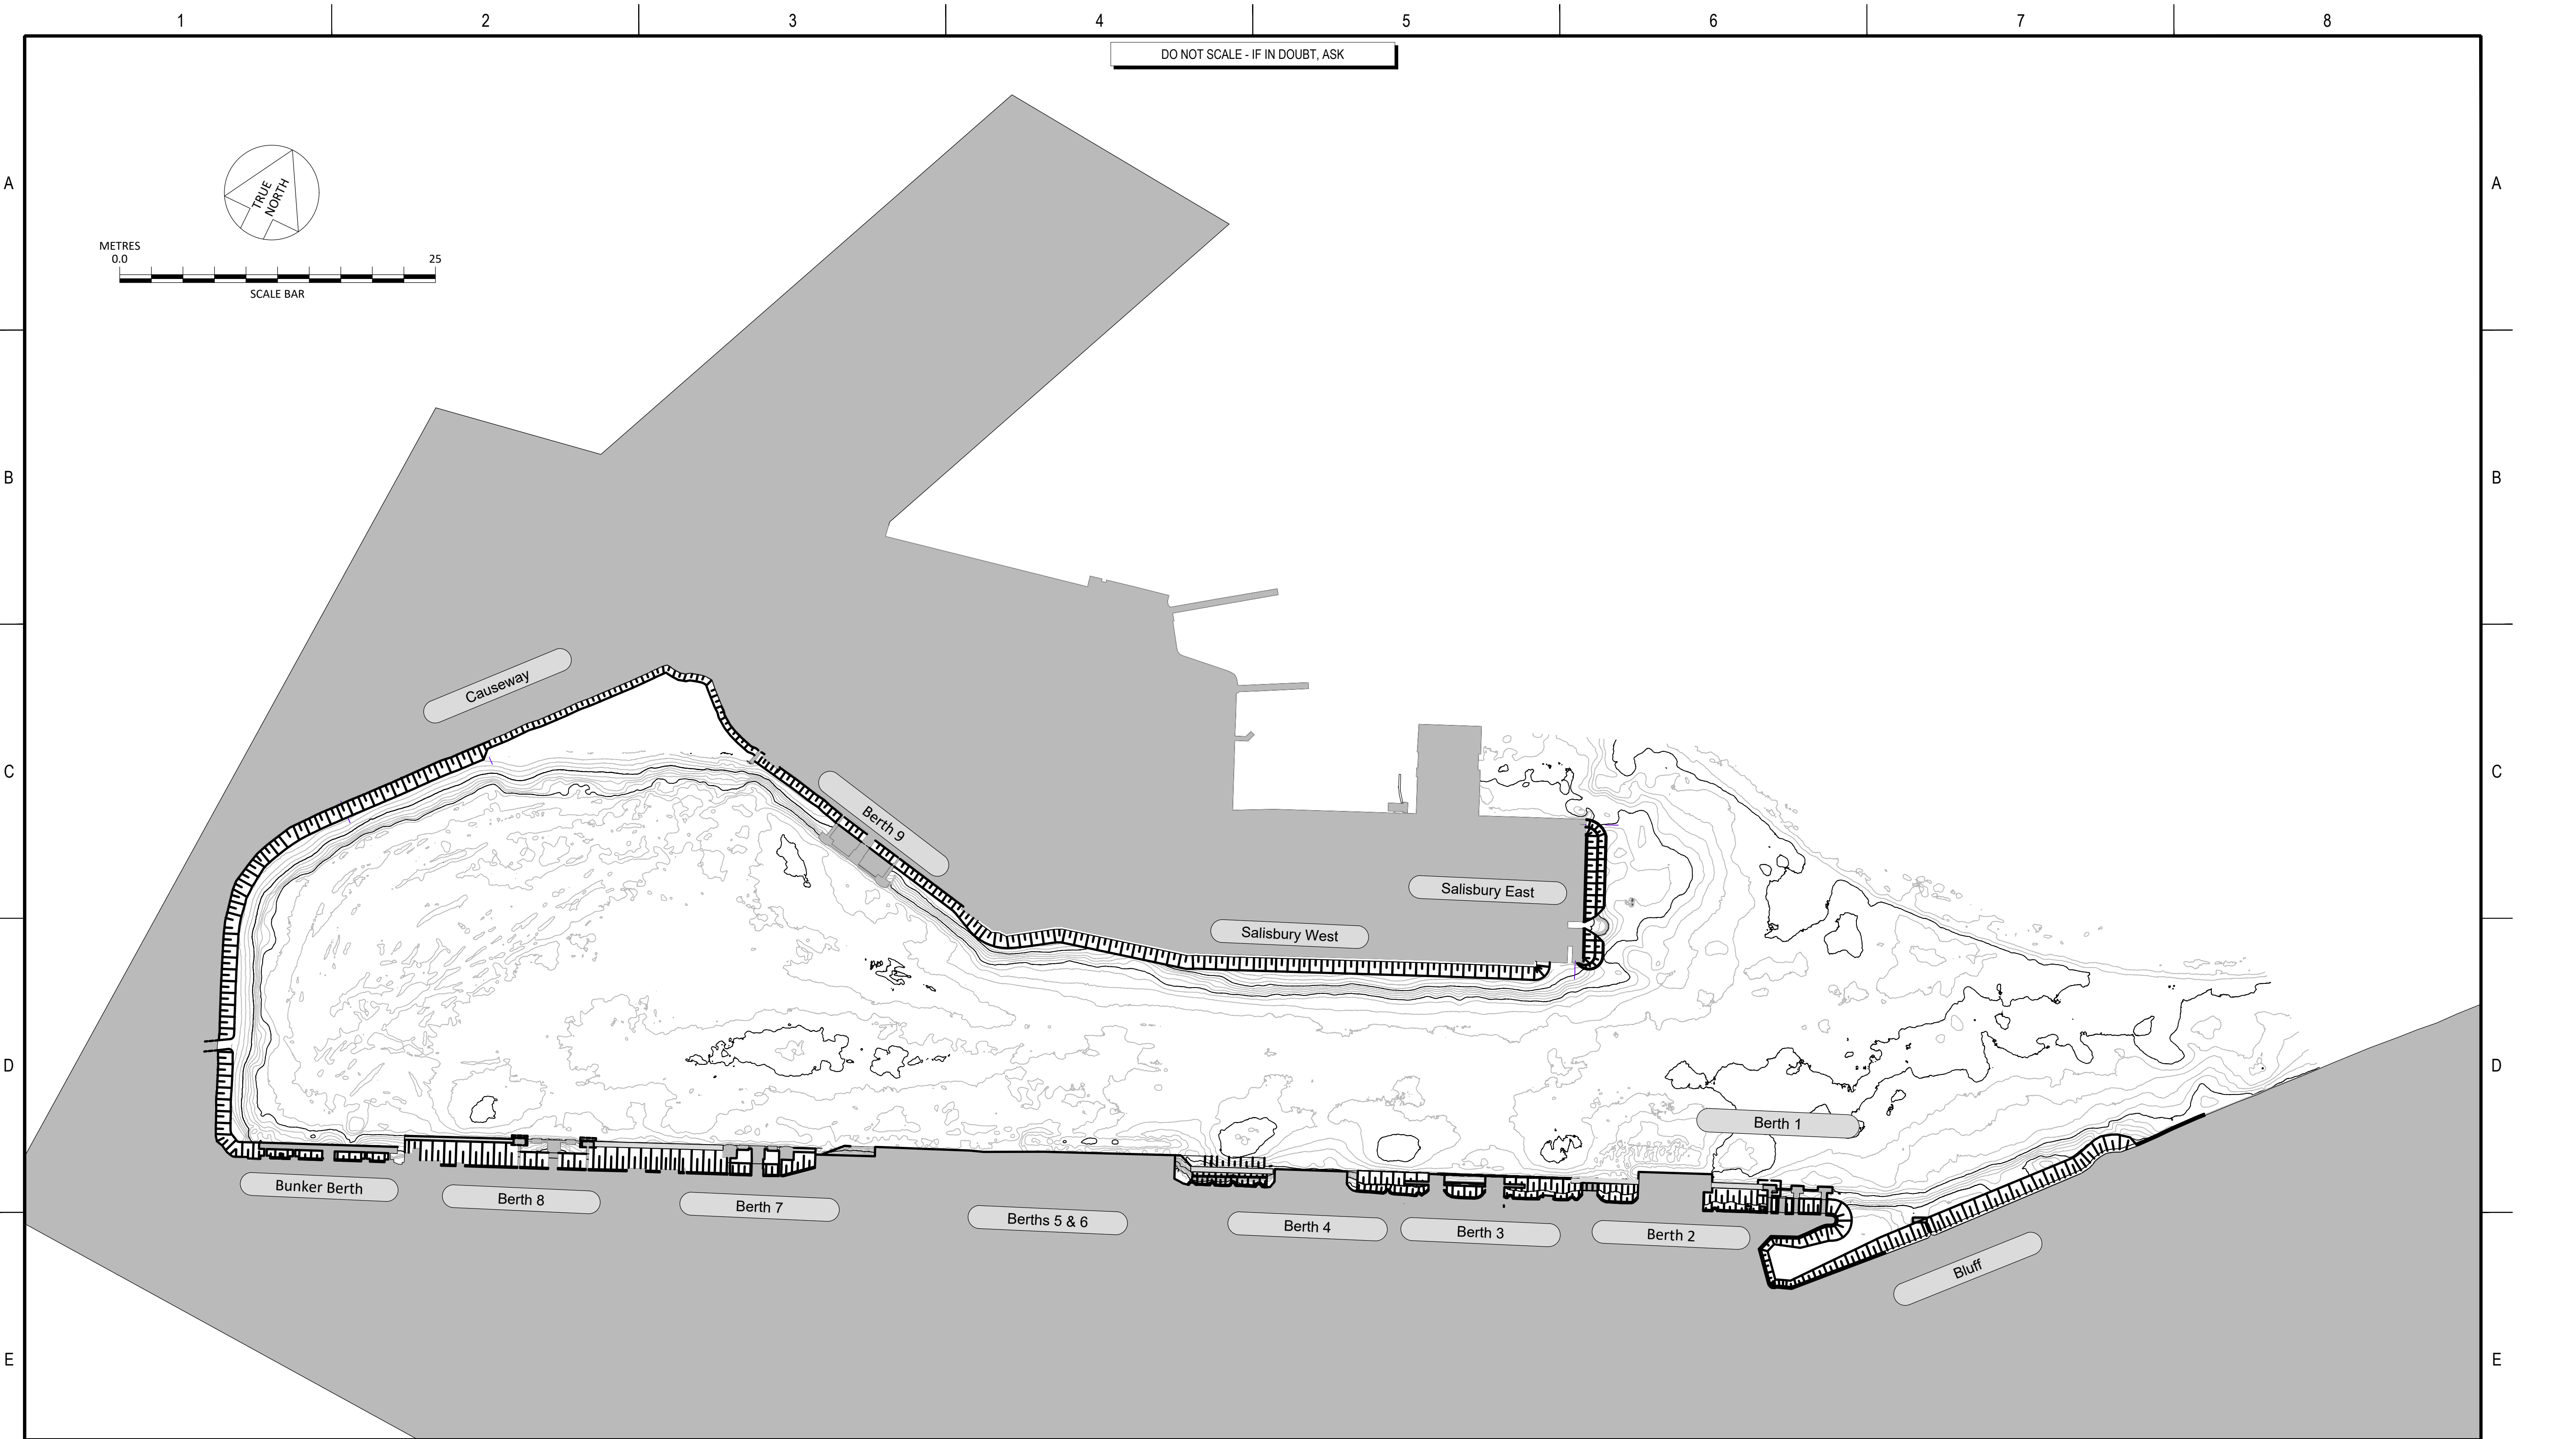 1 2 3 4 5 6 7 8
DO NOT SCALE - IF IN DOUBT, ASK
A A
TRUE
NORTH
METRES
0.0 25
SCALE BAR
B B
Causeway
C C
Berth 9
Salisbury East
Salisbury West
D D
Berth 1
Bunker Berth
Berth 8
Berth 7
Berths 5 & 6
Berth 4
Berth 3
Berth 2
Bluff
E E